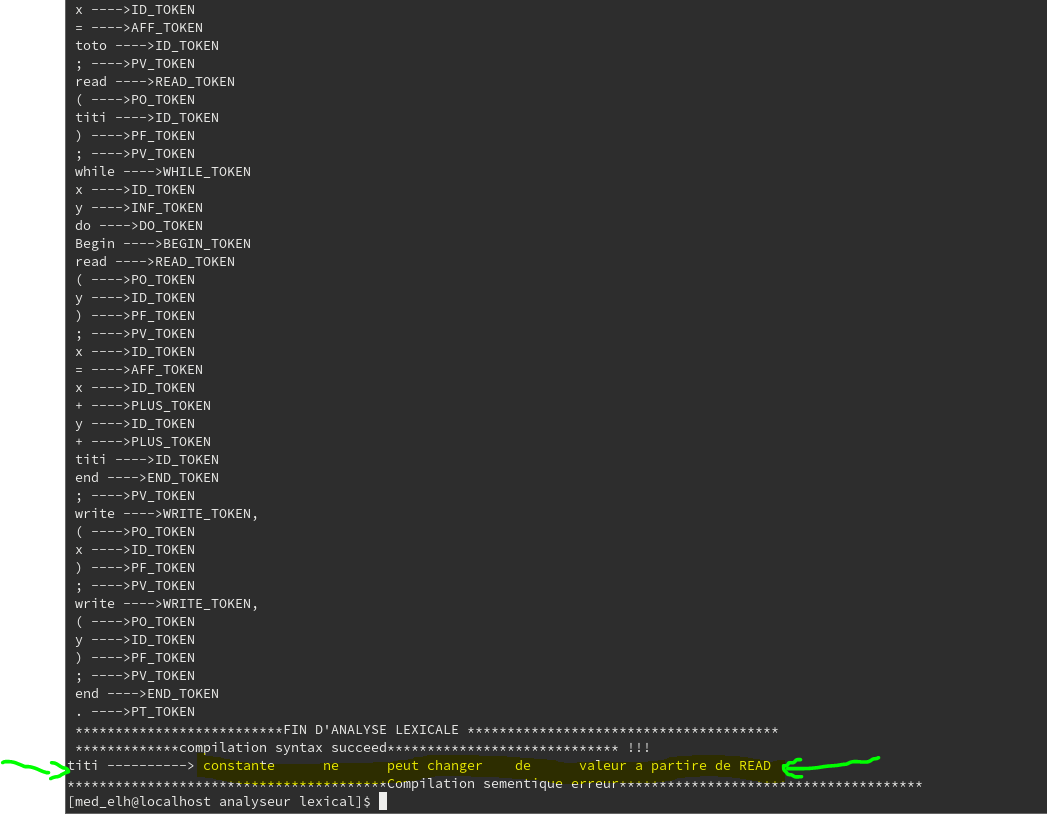 x ---->ID_TOKEN
= ---->AFF_TOKEN
toto ---->ID_TOKEN
; ---->PV_TOKEN
read ---->READ_TOKEN
( ---->PO_TOKEN
titi ---->ID_TOKEN
) ---->PF_TOKEN
; ---->PV_TOKEN
while ---->WHILE_TOKEN
x ---->ID_TOKEN
y ---->INF_TOKEN
do ---->DO_TOKEN
Begin ---->BEGIN_TOKEN
read ---->READ_TOKEN
( ---->PO_TOKEN
y ---->ID_TOKEN
) ---->PF_TOKEN
; ---->PV_TOKEN
x ---->ID_TOKEN
= ---->AFF_TOKEN
x ---->ID_TOKEN
+ ---->PLUS_TOKEN
y ---->ID_TOKEN
+ ---->PLUS_TOKEN
titi ---->ID_TOKEN
end ---->END_TOKEN
; ---->PV_TOKEN
write ---->WRITE_TOKEN,
( ---->PO_TOKEN
x ---->ID_TOKEN
) ---->PF_TOKEN
; ---->PV_TOKEN
write ---->WRITE_TOKEN,
( ---->PO_TOKEN
y ---->ID_TOKEN
) ---->PF_TOKEN
; ---->PV_TOKEN
end ---->END_TOKEN
. ---->PT_TOKEN
**************************FIN D'ANALYSE LEXICALE ***************************************
*************compilation syntax succeed***************************** !!!
titi ----------> constante      ne      peut changer    de      valeur a partire de READ
****************************************Compilation sementique erreur**************************************
[med_elh@localhost analyseur lexical]$